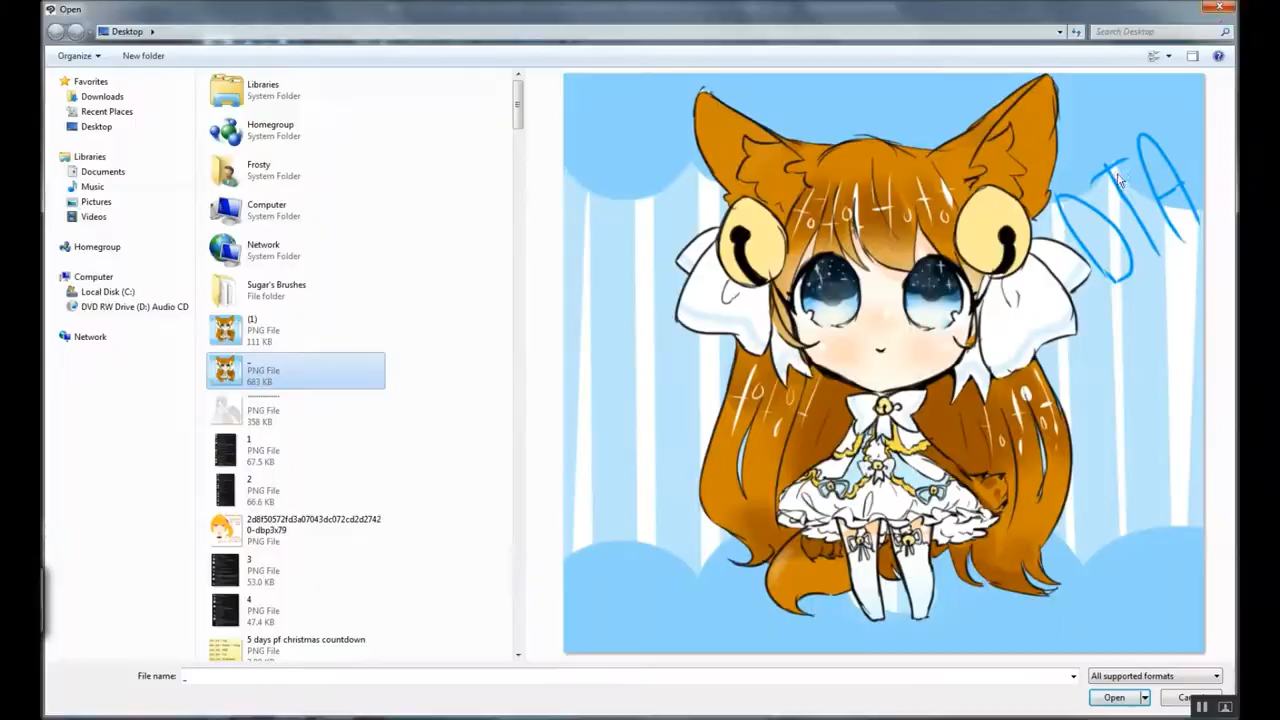 Open
Desktop
Search Desktop
Organize
New folder
Favorites
Downloads
Recent Places
Desktop
Libraries
Documents
Music
Pictures
Videos
Homegroup
Computer
Local Disk (C:)
DVD RW Drive (D:) Audio CD
Network
Libraries
System Folder
Homegroup
System Folder
Frosty
System Folder
Computer
System Folder
Network
System Folder
Sugar's Brushes
File folder
(1)
PNG File
111 KB
_
PNG File
683 KB
PNG File
358 KB
1
PNG File
67.5 KB
2
PNG File
66.6 KB
2d8f50572fd3a07043dc072cd2d2742
0-dbp3x79
PNG File
3
PNG File
53.0 KB
4
PNG File
47.4 KB
5 days pf christmas countdown
DTA
File name:
_
All supported formats
Open